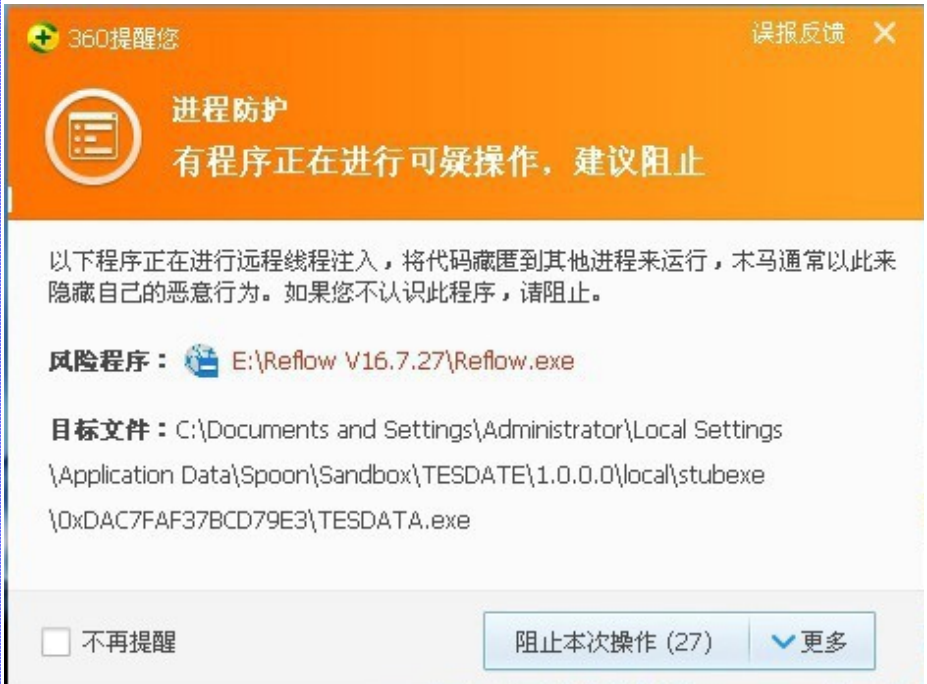 360提醒您
误报反馈
进程防护
有程序正在进行可疑操作，建议阻止
以下程序正在进行远程线程注入，将代码藏匿到其他进程来运行，木马通常以此来
隐藏自己的恶意行为。如果您不认识此程序，请阻止。
风险程序： E:\Reflow V16.7.27\Reflow.exe
目标文件：C:\Documents and Settings\Administrator\Local Settings
\Application Data\Spoon\Sandbox\TESDATE\1.0.0.0\local\stubexe
\0xDAC7FAF37BCD79E3\TESDATA.exe
不再提醒
阻止本次操作 (27)
更多